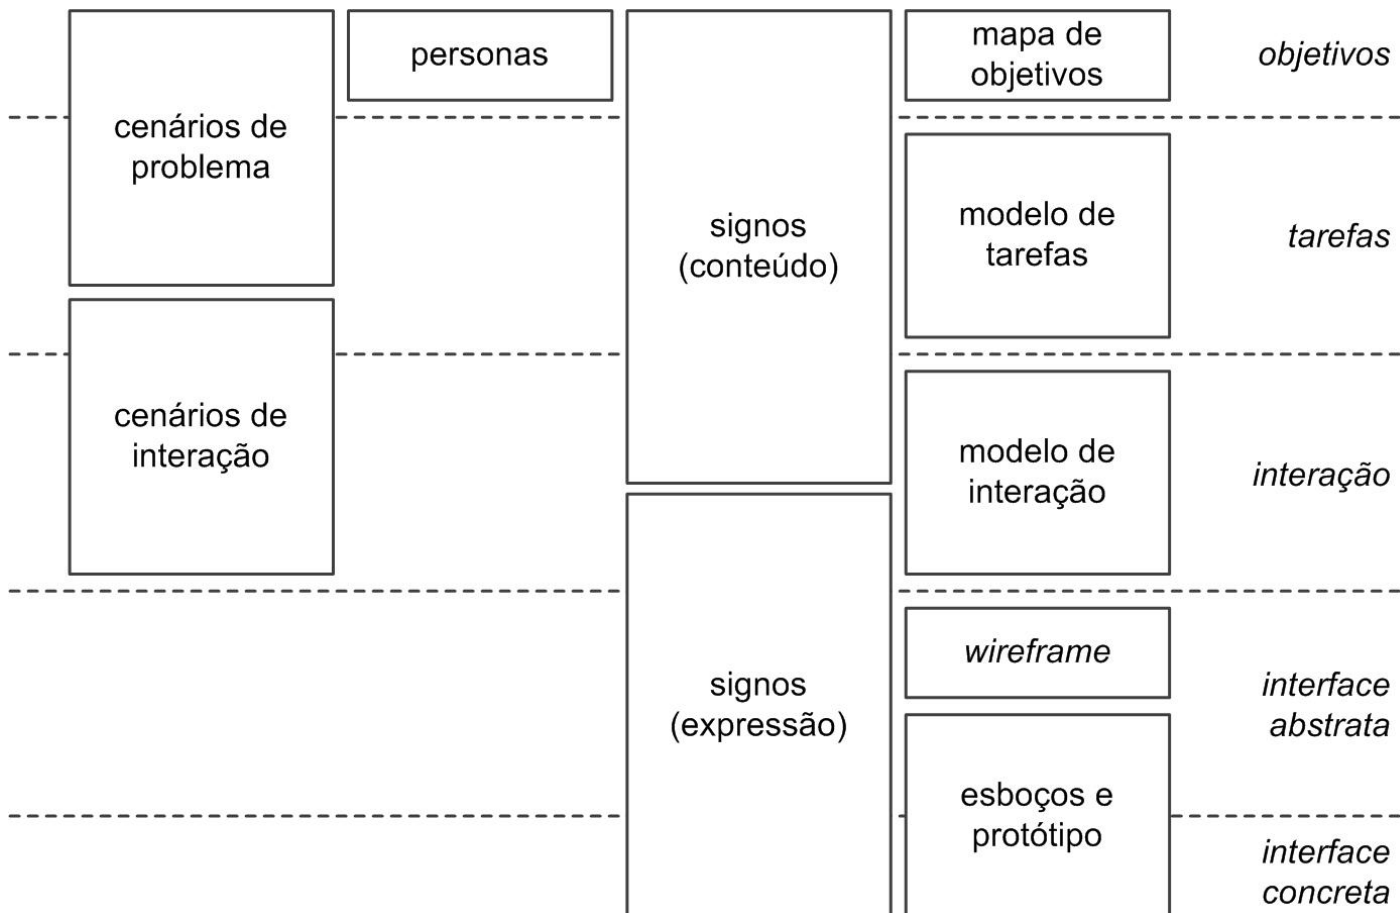 personas
mapa de
objetivos
objetivos
cenários de
problema
signos
(conteúdo)
modelo de
tarefas
tarefas
cenários de
interação
modelo de
interação
interação
wireframe
signos
(expressão)
interface
abstrata
esboços e
protótipo
interface
concreta